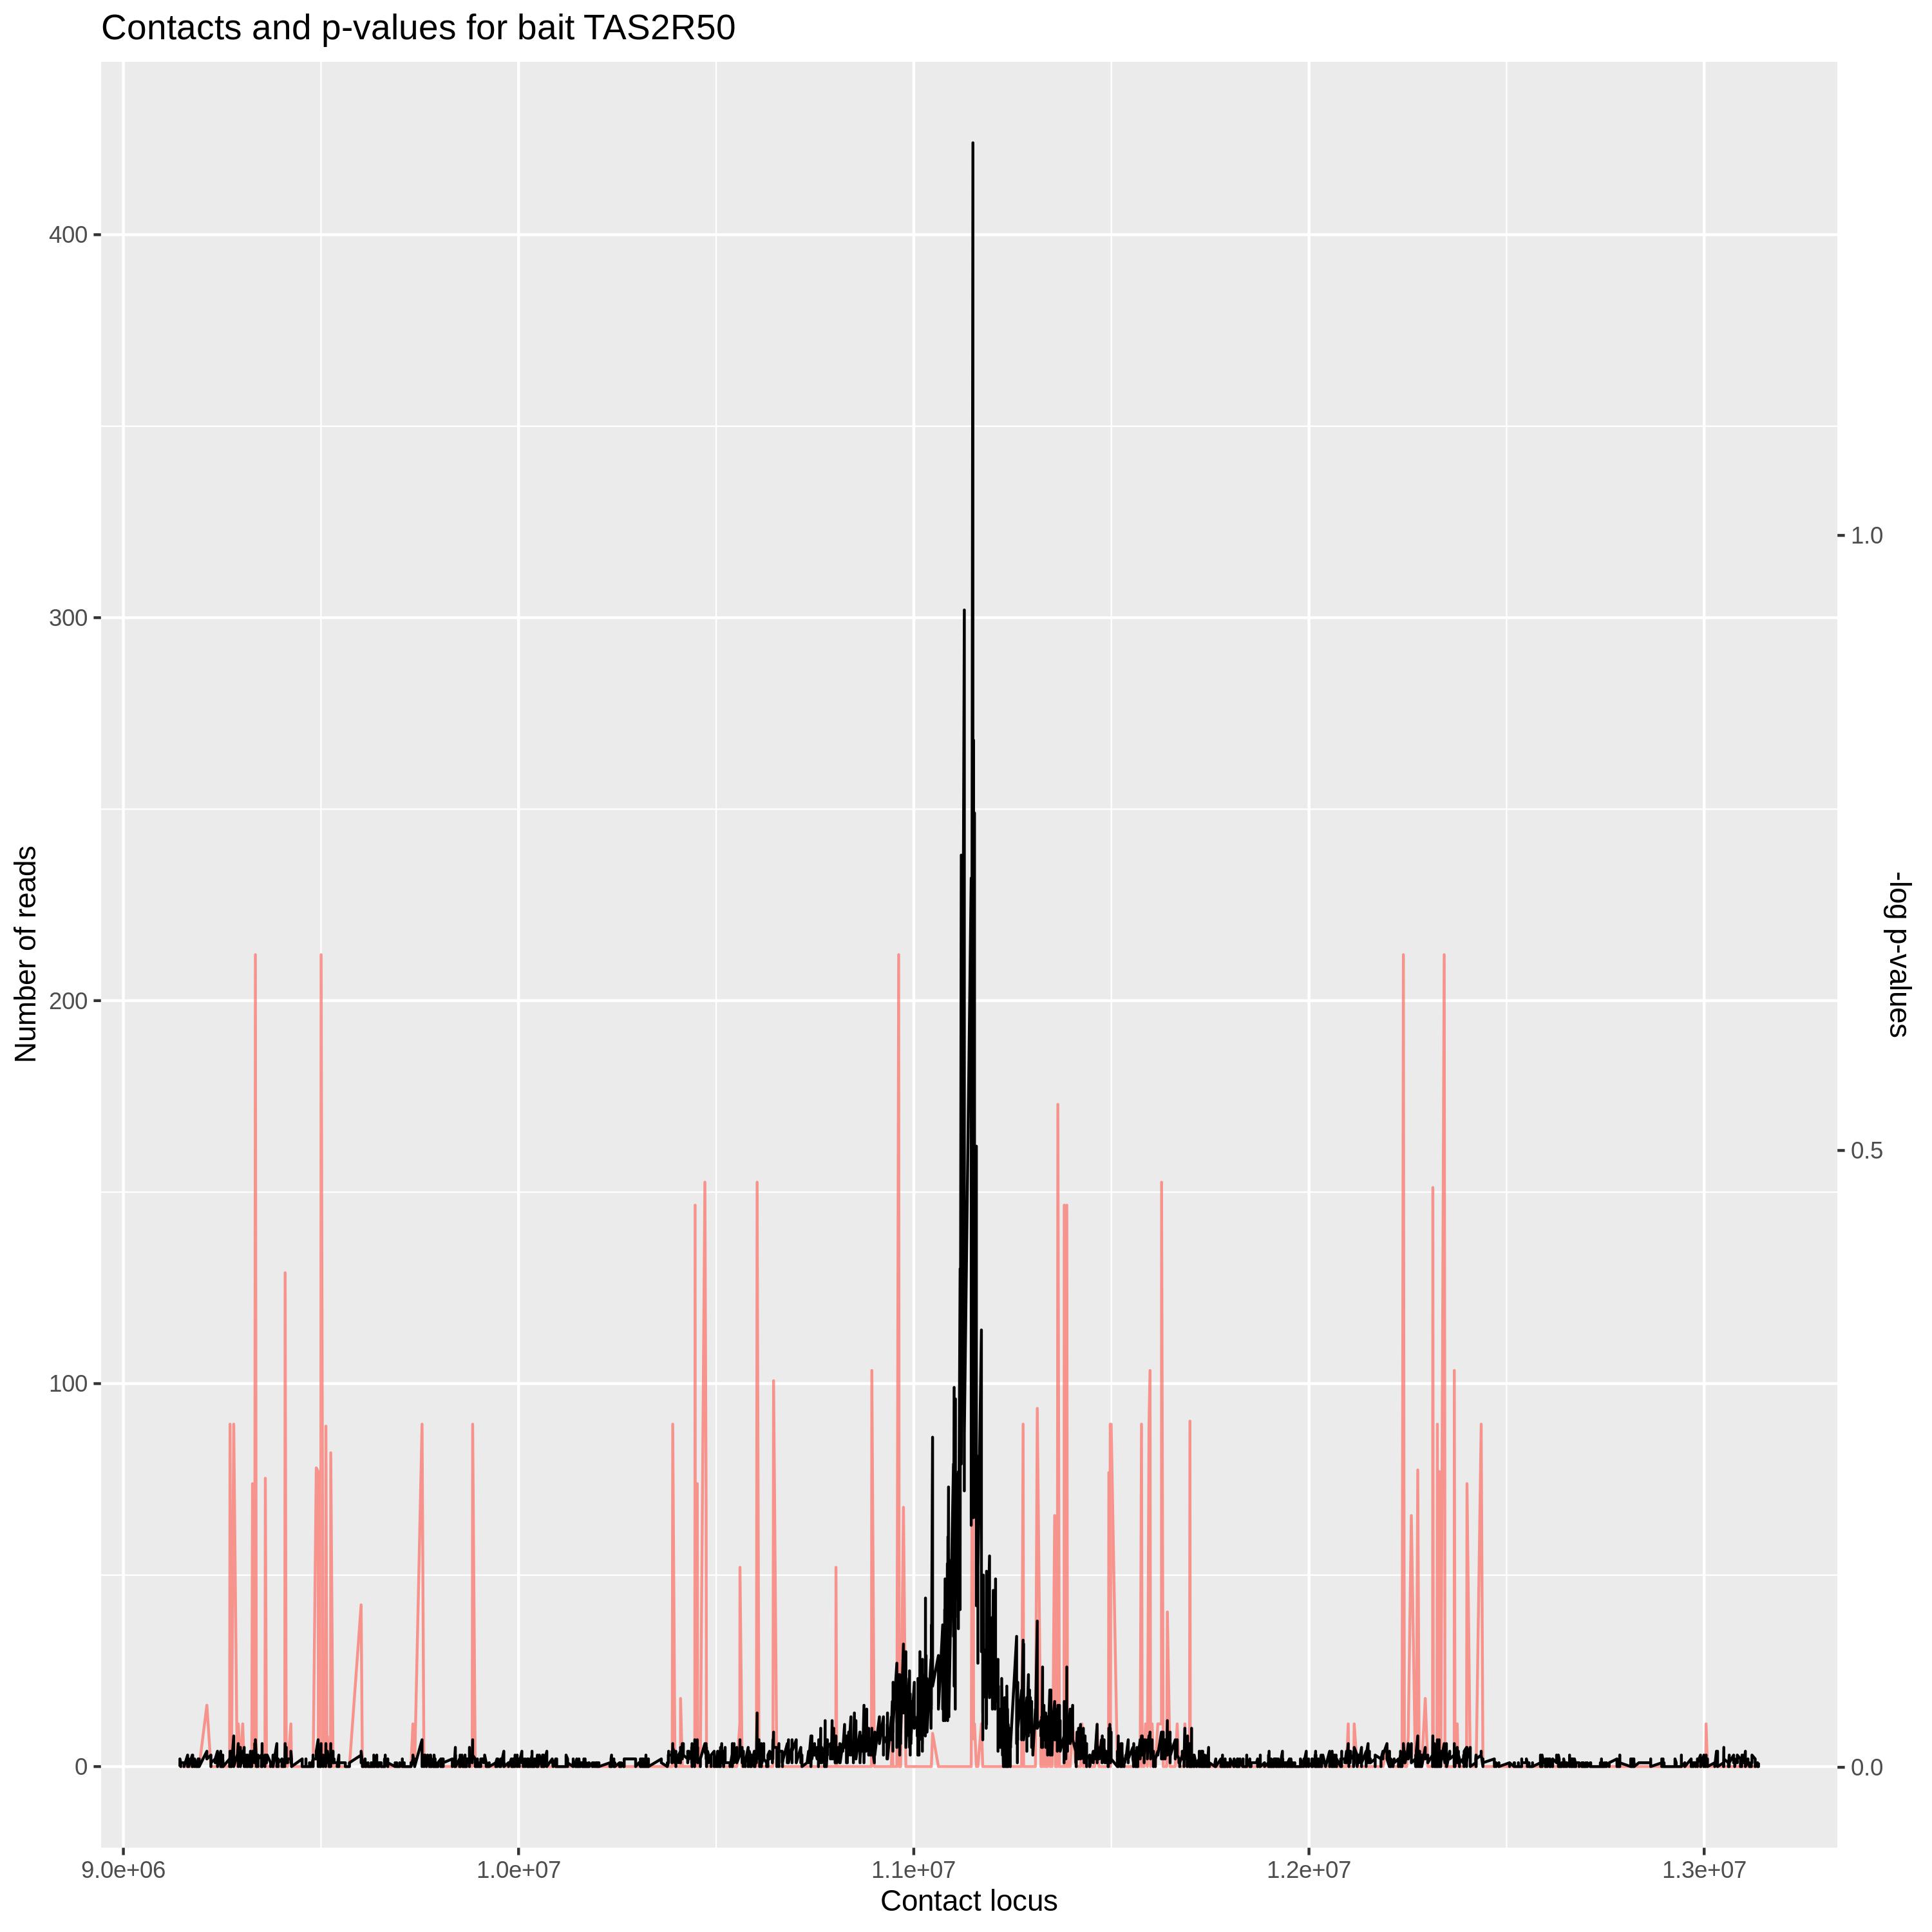 Contacts and p-values for bait TAS2R50
400
300
200
100
0
Number of reads
1.0
0.5
0.0
-log p-values
9.0e+06
1.0e+07
1.1e+07
1.2e+07
1.3e+07
Contact locus